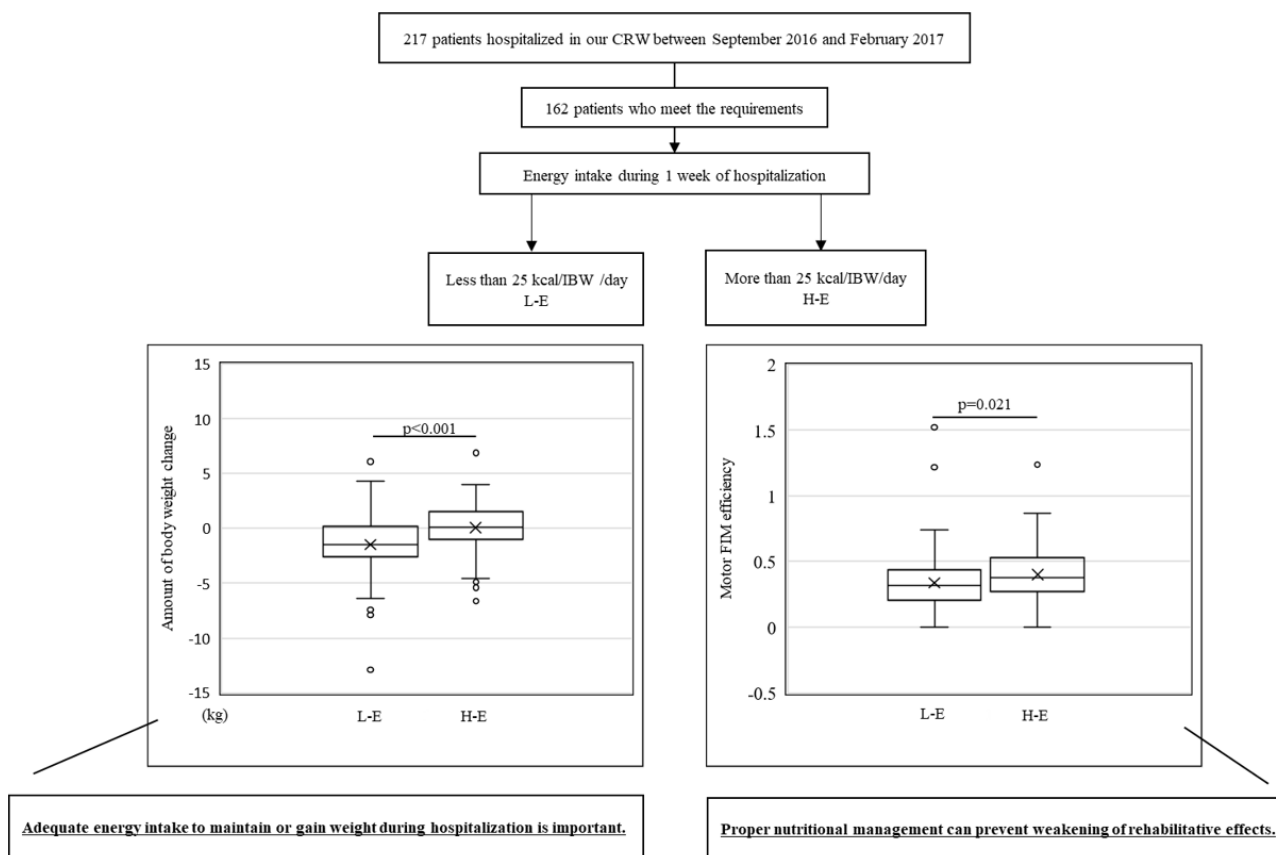 217 patients hospitalized in our CRW between September 2016 and February 2017
162 patients who meet the requirements
Energy intake during 1 week of hospitalization
Less than 25 kcal/IBW /day
L-E
More than 25 kcal/IBW/day
H-E
Amount of body weight change
15
10
5
0
-5
-10
-15
(kg)
p<0.001
L-E
H-E
Motor FIM efficiency
2
1.5
1
0.5
0
-0.5
p=0.021
L-E
H-E
Adequate energy intake to maintain or gain weight during hospitalization is important.
Proper nutritional management can prevent weakening of rehabilitative effects.